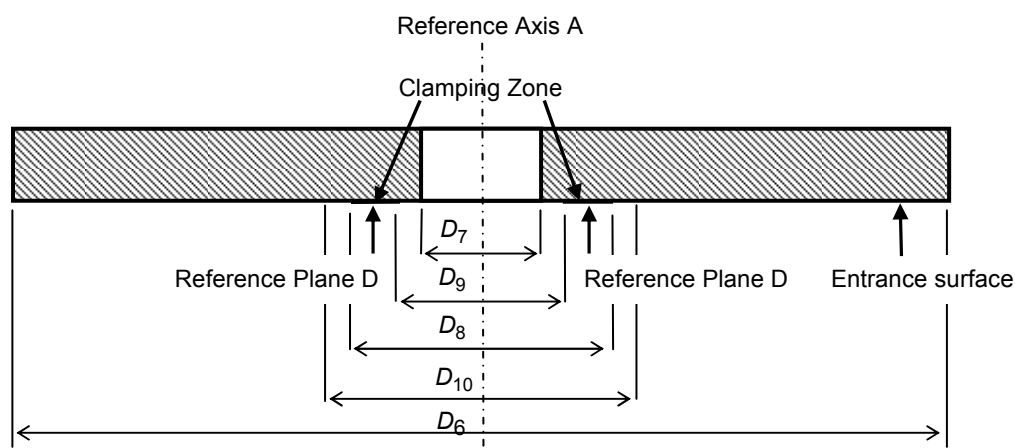 Reference Axis A
Clamping Zone
D7
Reference Plane D
D9
Reference Plane D
Entrance surface
D8
D10
D6